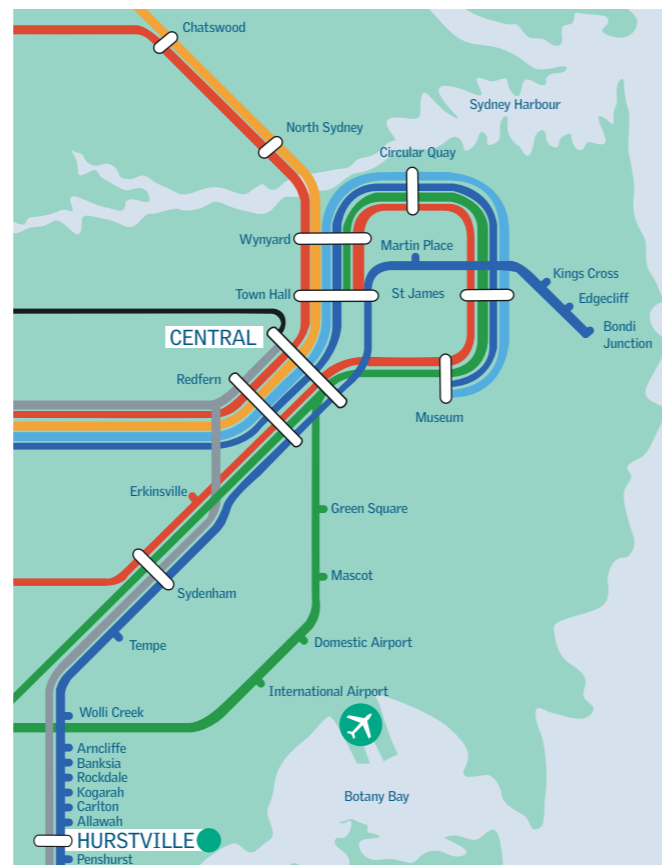 Chatswood
Sydney Harbour
North Sydney
Circular Quay
Wynyard
Martin Place
Kings Cross
Town Hall
St James
Edgecliff
Bondi
Junction
CENTRAL
Redfern
Museum
Erkinsville
Green Square
Mascot
Sydenham
Tempe
Domestic Airport
International Airport
Wolli Creek
Arncliffe
Banksia
Rockdale
Kogarah
Botany Bay
Carlton
Allawah
HURSTVILLE
Penshurst